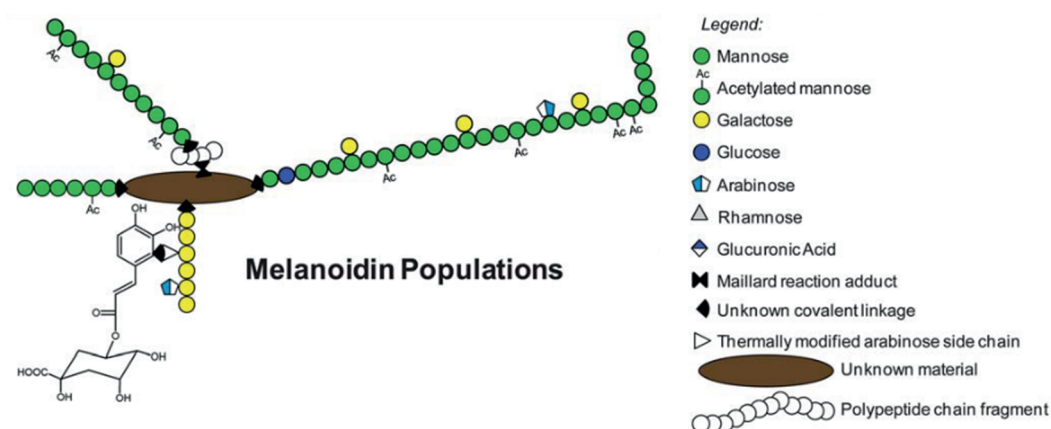 Legend:
Mannose
Ac
Acetylated mannose
Galactose
Glucose
Arabinose
Rhamnose
Glucuronic Acid
Maillard reaction adduct
Unknown covalent linkage
Thermally modified arabinose side chain
Unknown material
Polypeptide chain fragment
Ac
Ac
Ac
Ac
Ac
Ac Ac
OH
OH
O
O
OH
HOOC
OH
OH
Melanoidin Populations